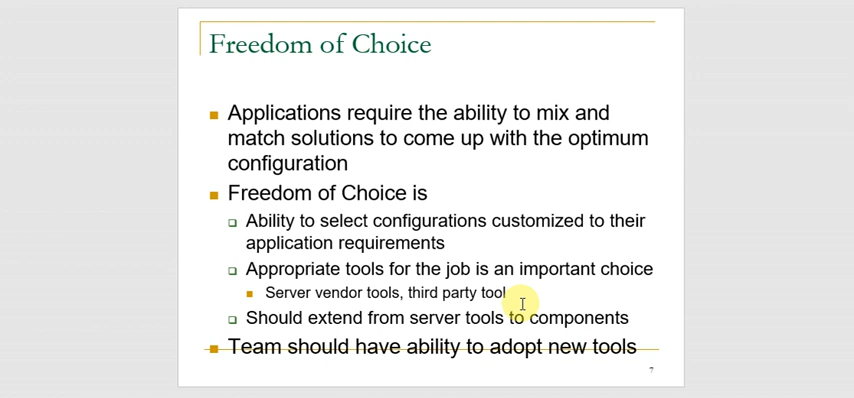 Freedom of Choice
Applications require the ability to mix and
match solutions to come up with the optimum
configuration
Freedom of Choice is
Ability to select configurations customized to their
application requirements
Appropriate tools for the job is an important choice
Server vendor tools, third party tool
Should extend from server tools to components
Team should have ability to adopt new tools
7